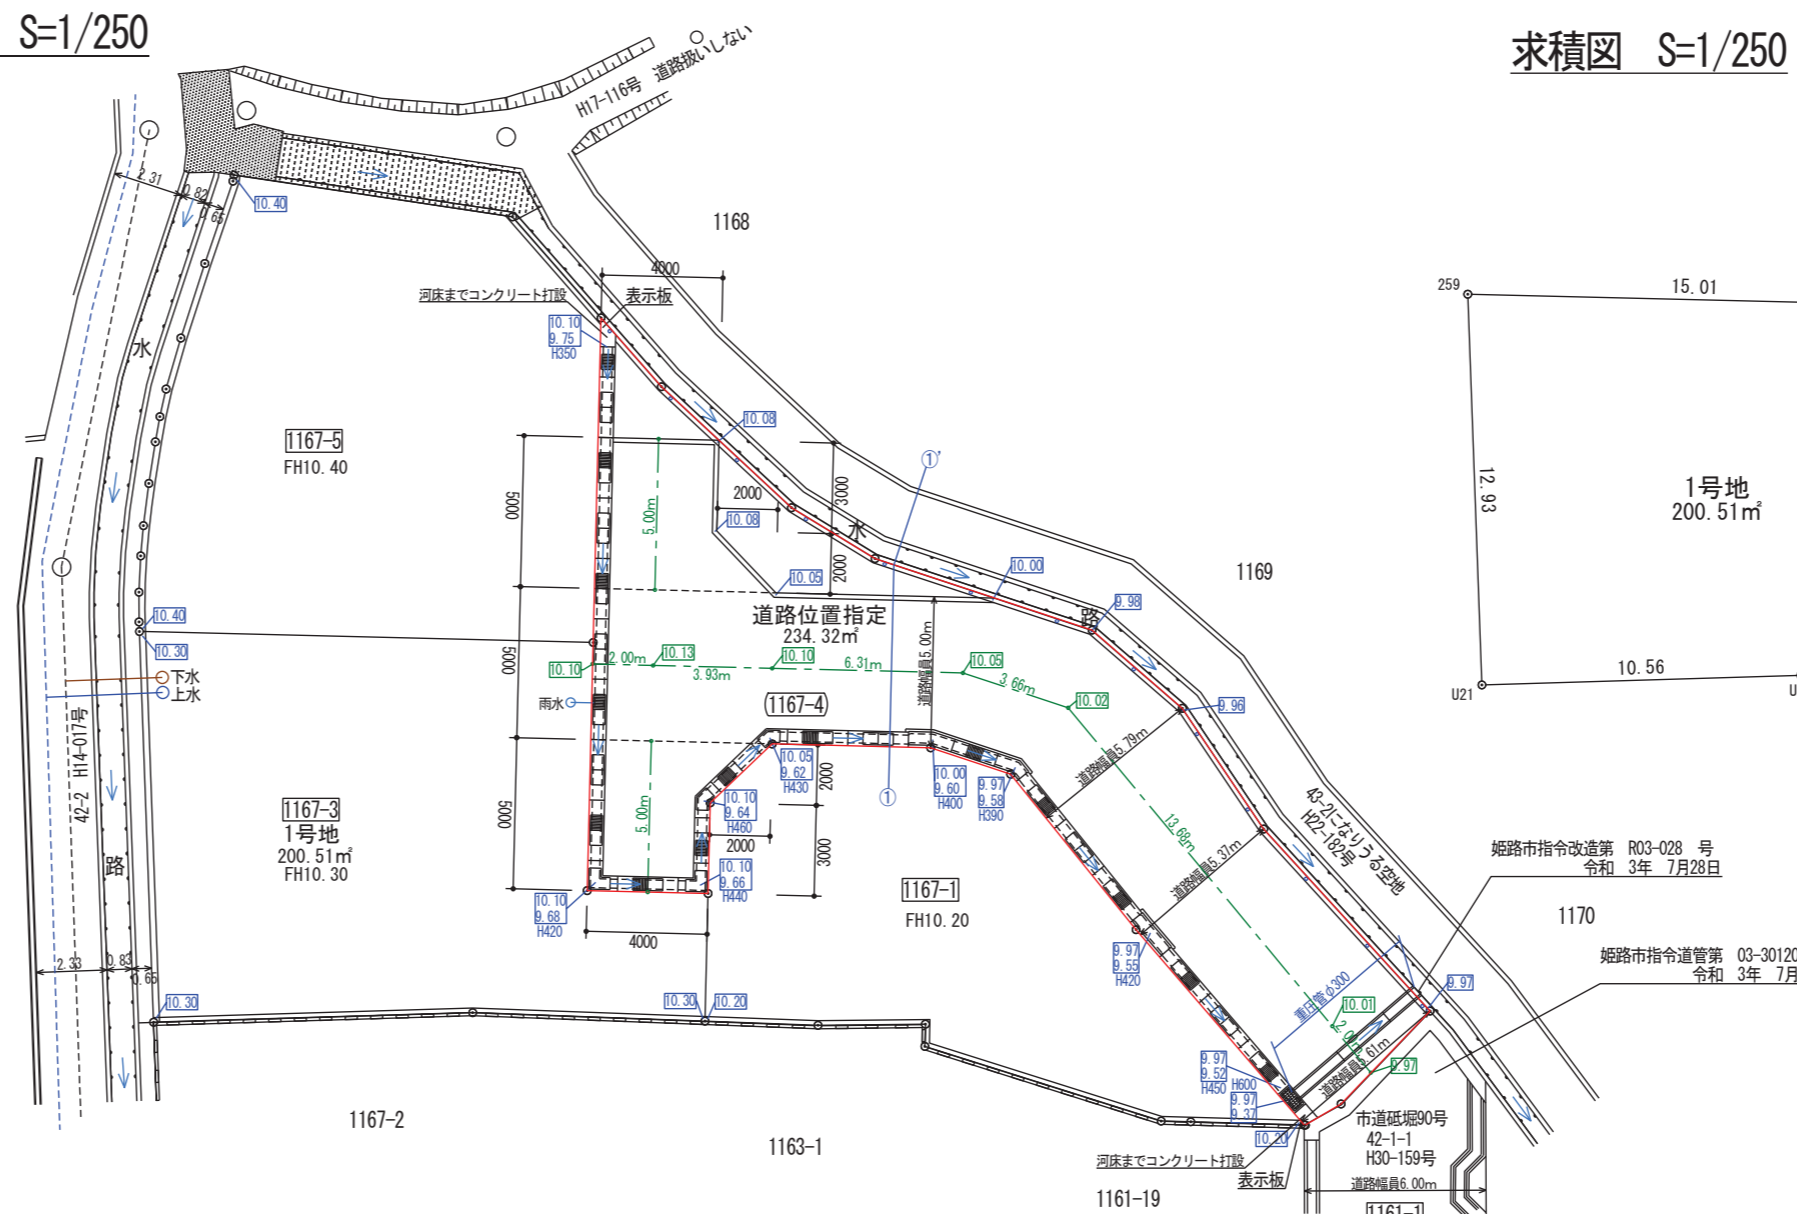 S=1/250
求積図 S=1/250
H17-116号 道路扱いしない
2.31
0.82
0.65
10.40
1168
4000
河床までコンクリート打設
表示板
10.10
9.75
H350
259
15.01
水
1167-5
FH10.40
10.08
①'
5000
5.00m
2000
3000
10.08
水
12.93
1号地
200.51㎡
2000
10.05
10.00
1169
9.98
路
道路位置指定
234.32㎡
10.40
10.30
5000
道路幅員5.00m
10.10
2.00m
10.13
3.93m
10.10
6.31m
10.05
3.66m
10.02
10.56
U21
U
下水
上水
雨水
(1167-4)
9.96
42-2 H14-017号
道路幅員5.79m
10.05
9.62
H430
2000
10.00
9.60
H400
9.97
9.58
H390
①
1167-3
1号地
200.51㎡
FH10.30
5000
5.00m
10.10
9.64
H460
2000
3000
13.68m
43-2になりうる空地
H22-182号
道路幅員5.37m
姫路市指令改造第 R03-028 号
令和 3年 7月28日
路
10.10
9.66
H440
1167-1
FH10.20
10.10
9.68
H420
4000
1170
2.33
0.83
0.65
9.97
9.55
H420
姫路市指令道管第 03-30120
令和 3年 7月
重圧管φ300
9.97
10.30
10.30
10.20
10.01
2.00m
道路幅員5.61m
9.97
9.97
9.52
H450
H600
9.97
9.37
1167-2
1163-1
10.20
市道砥堀90号
42-1-1
H30-159号
河床までコンクリート打設
表示板
道路幅員6.00m
1161-19
1161-1